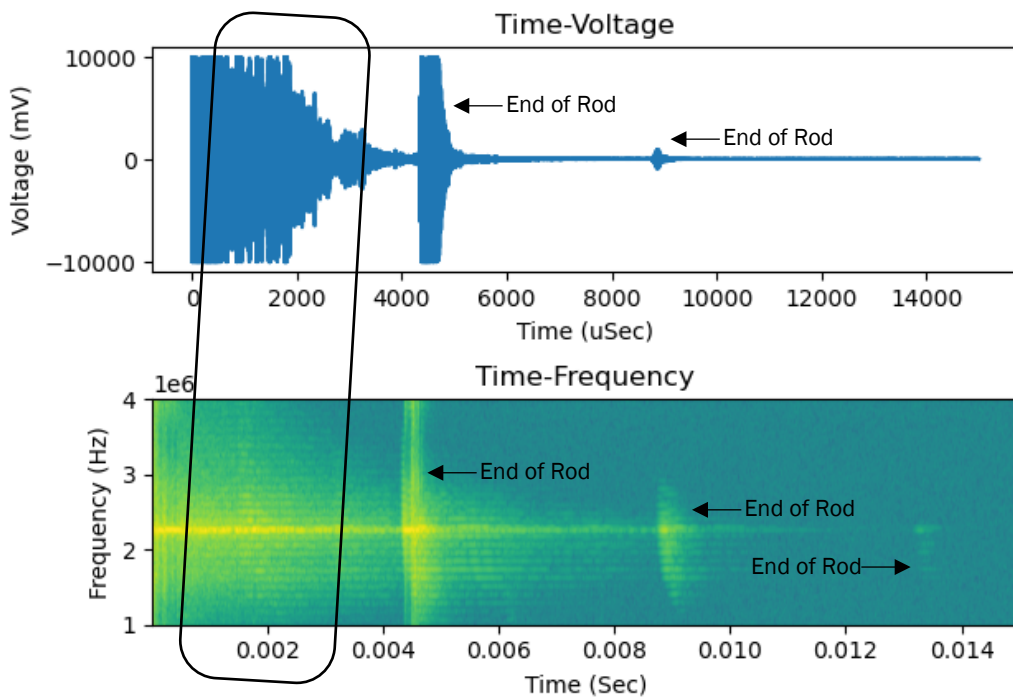 Time-Voltage
Voltage (mV)
10000
0
−10000
End of Rod
End of Rod
0 2000 4000 6000 8000 10000 12000 14000
Time (uSec)
Time-Frequency
1e6
Frequency (Hz)
4
3
2
1
End of Rod
End of Rod
End of Rod
0.002 0.004 0.006 0.008 0.010 0.012 0.014
Time (Sec)